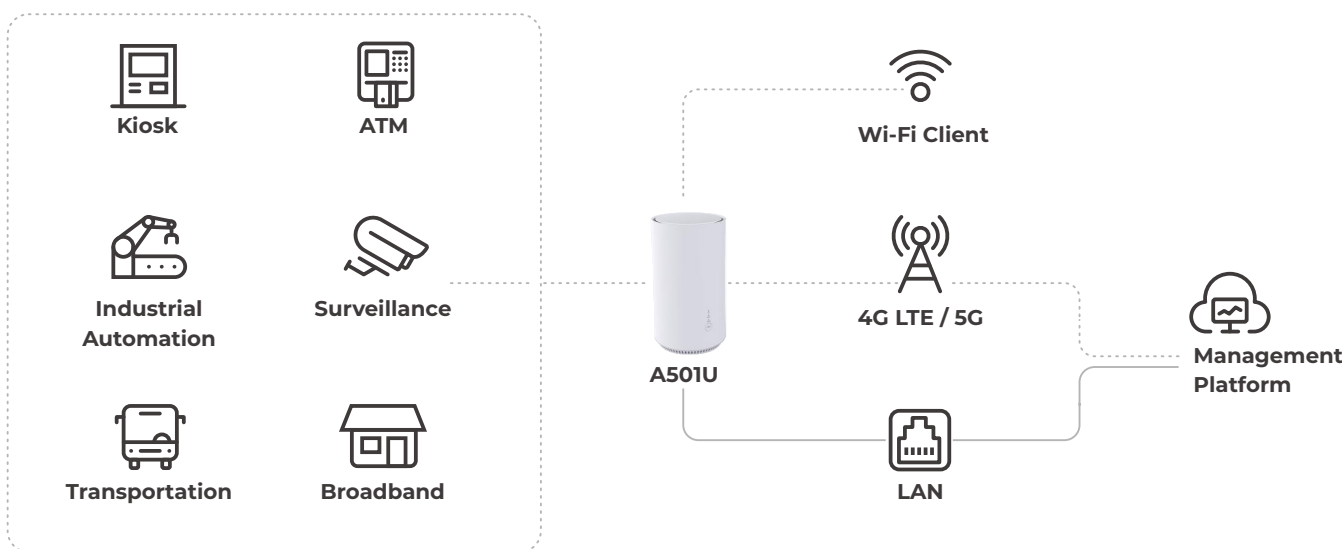 Kiosk
ATM
Wi-Fi Client
Industrial
Automation
Surveillance
A501U
4G LTE / 5G
Management
Platform
Transportation
Broadband
LAN